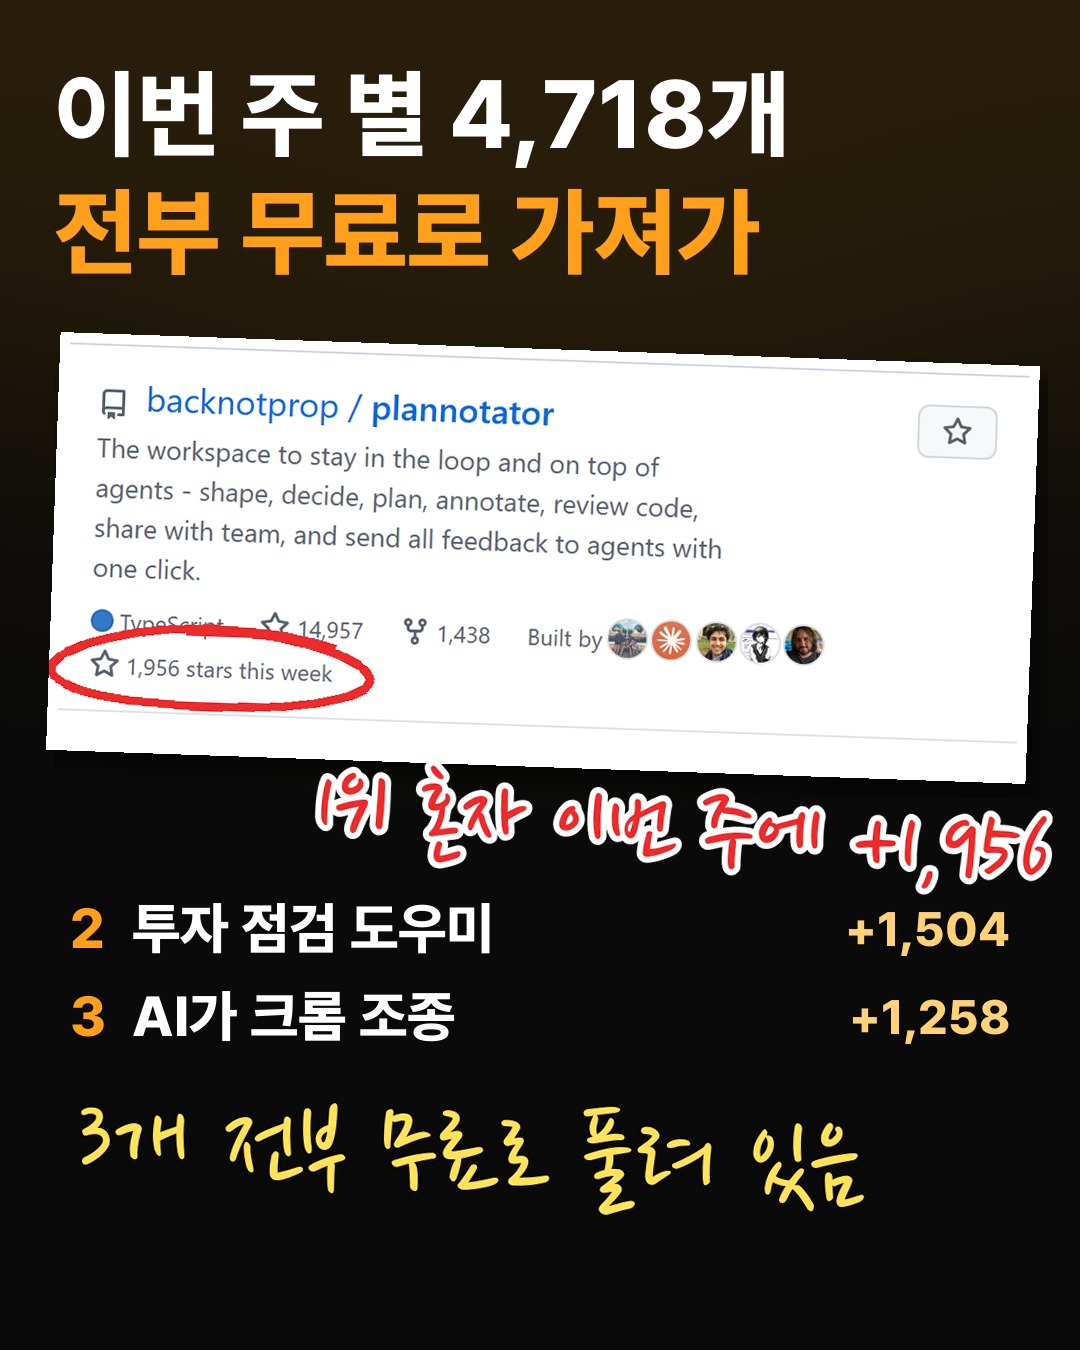 이번 주 별 4,718개
전부 무료로 가져가
backnotprop / plannotator
The workspace to stay in the loop and on top of
agents - shape, decide, plan, annotate, review code,
share with team, and send all feedback to agents with
one click.
TypeScript 14,957 1,438 Built by
1,956 stars this week
1위 혼자 이번 주에 +1,956
2 투자 점검 도우미 +1,504
3 AI가 크롬 조종 +1,258
3개 전부 무료로 풀려 있음